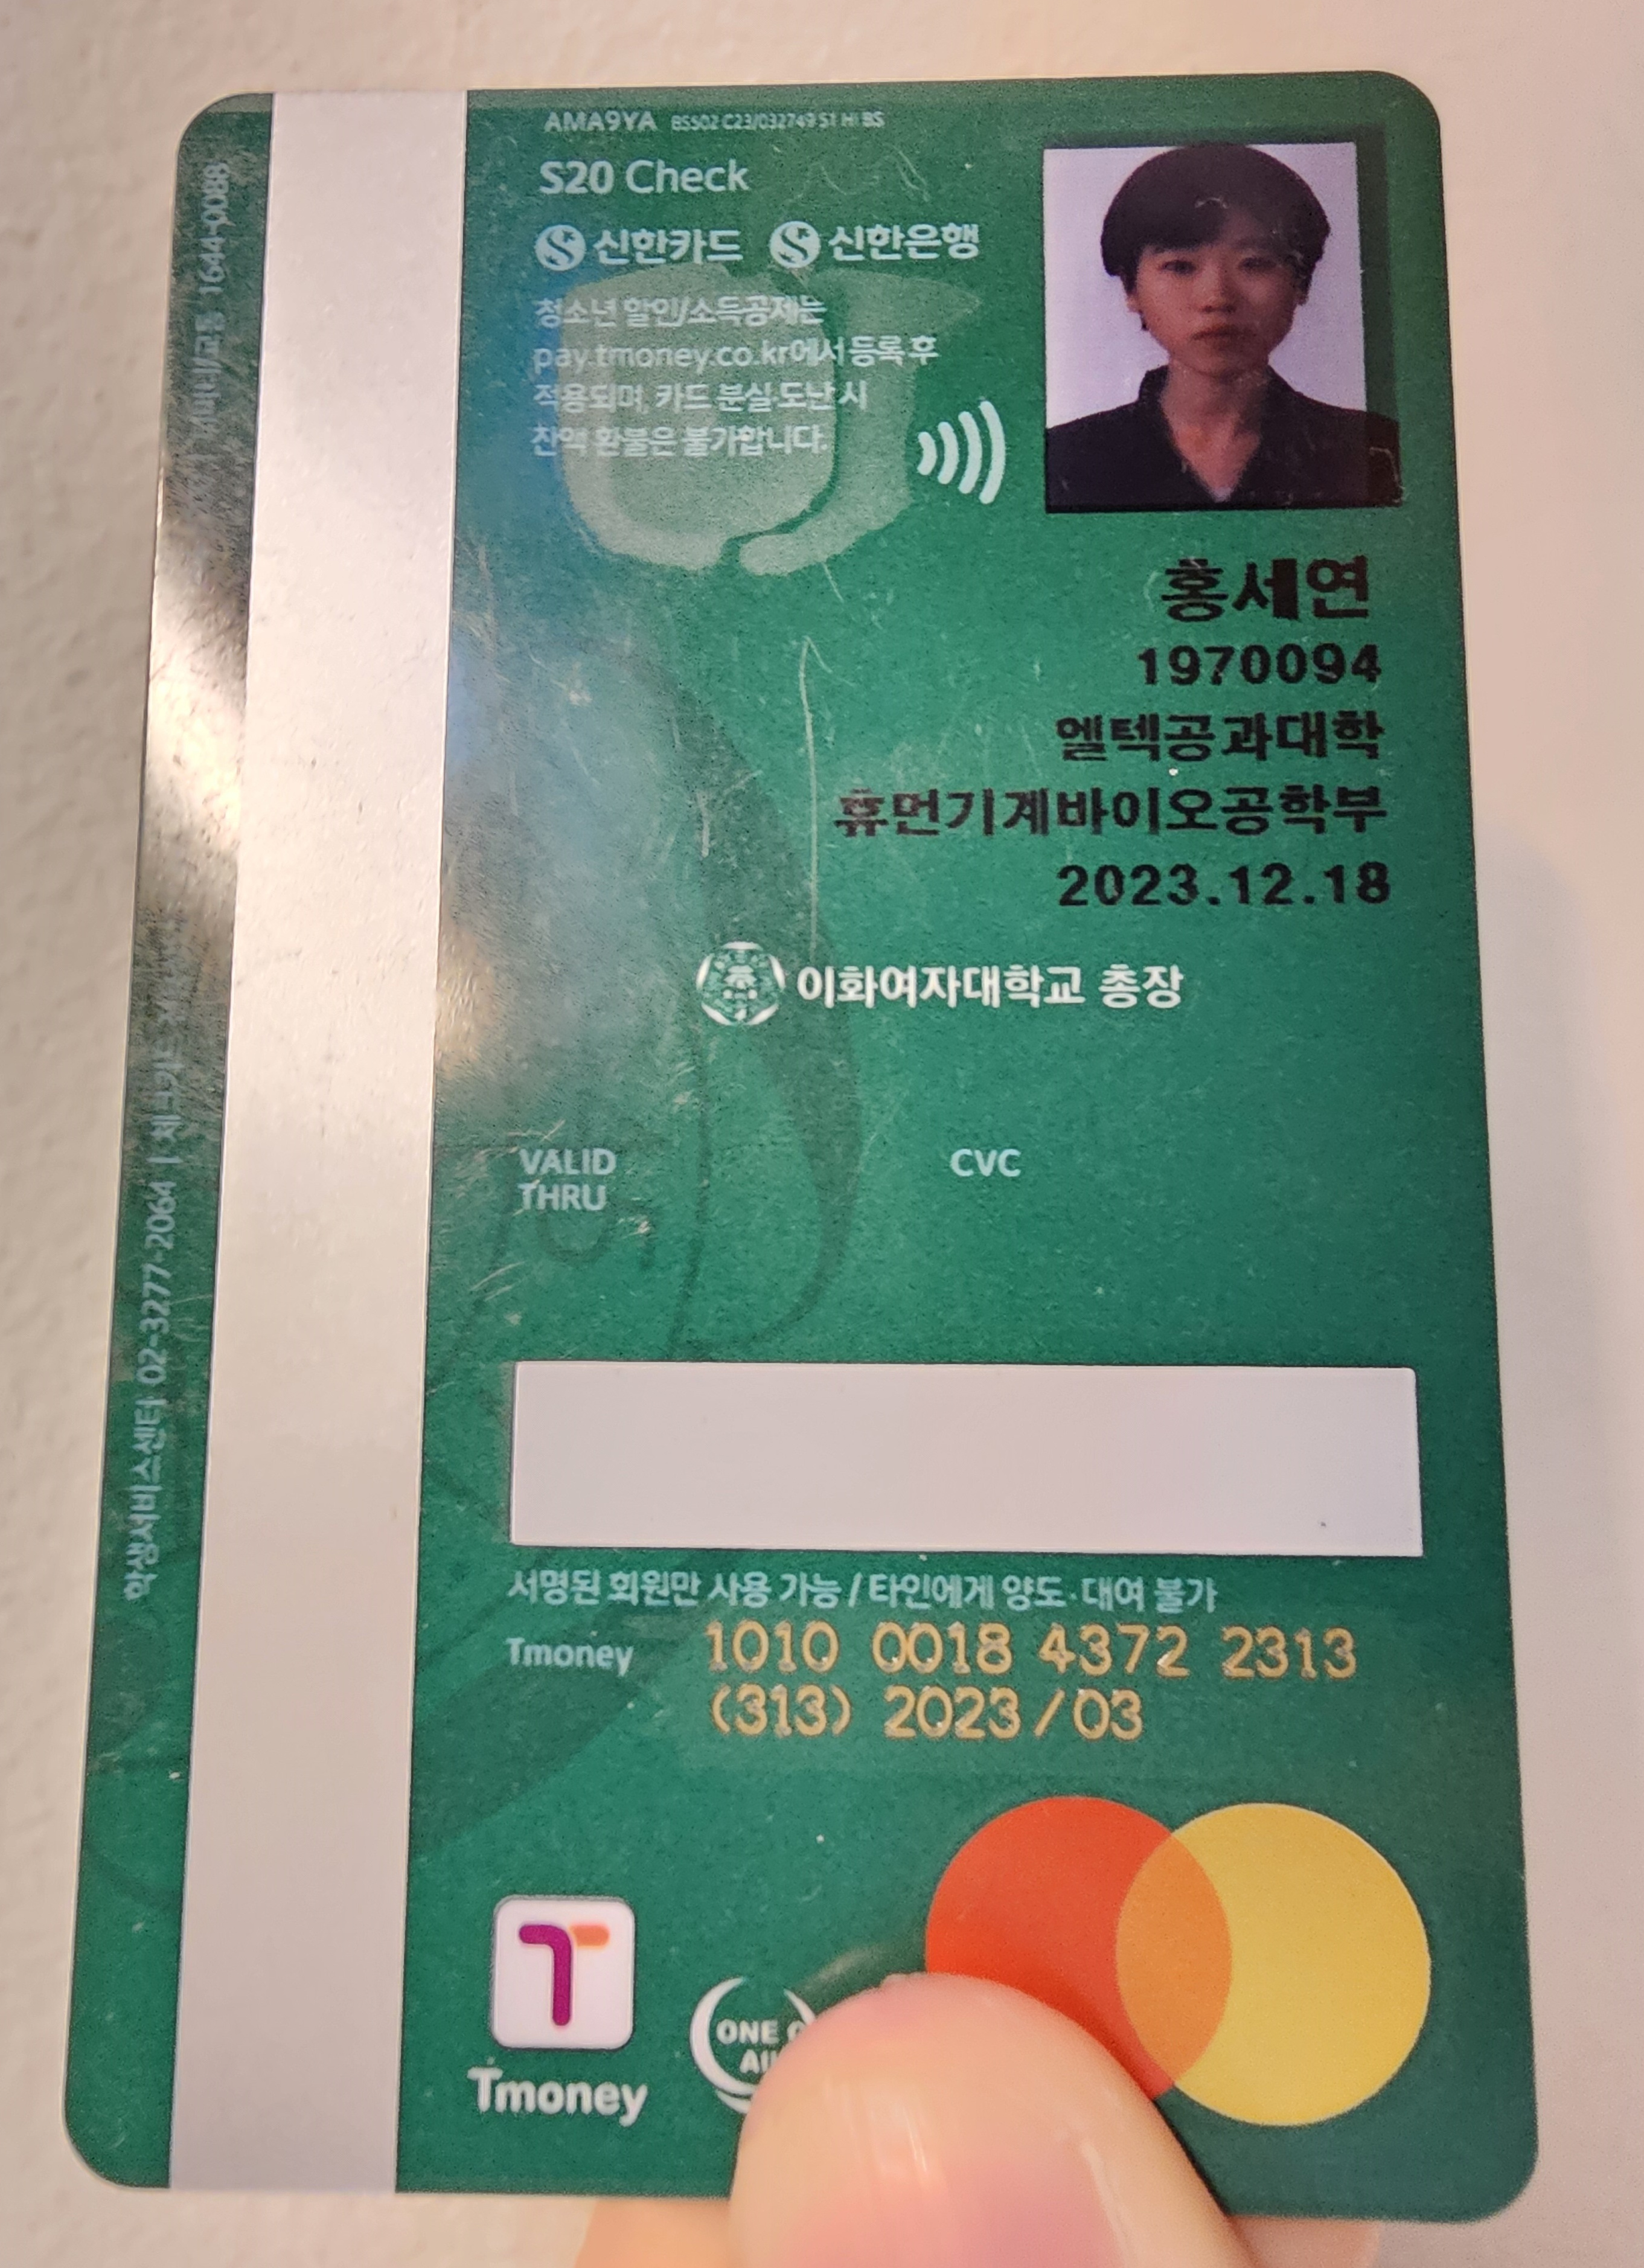 AMA9YA BSS02 C23/032749 S1 HI BS
S20 Check
신한카드 신한은행
청소년 할인/소득공제는
pay.tmoney.co.kr에서 등록 후
적용되며, 카드 분실·도난 시
잔액 환불은 불가합니다.
홍세연
1970094
엘텍공과대학
휴먼기계바이오공학부
2023.12.18
이화여자대학교 총장
VALID
THRU
CVC
서명된 회원만 사용 가능 / 타인에게 양도·대여 불가
Tmoney 1010 0018 4372 2313
(313) 2023/03
Tmoney
ONE
학생서비스센터 02-3277-2064 | 체크카드 1644-0088